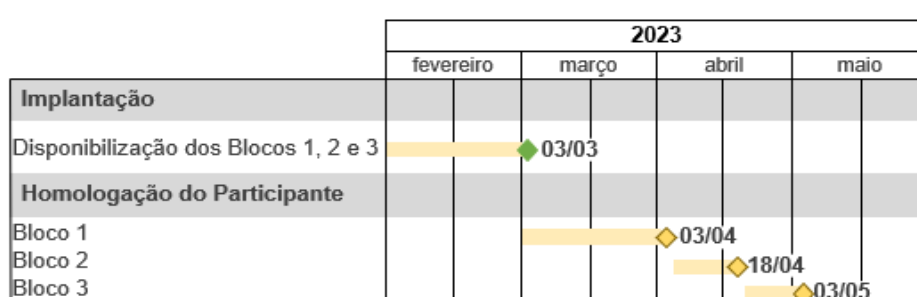 2023
fevereiro março abril maio
Implantação
Disponibilização dos Blocos 1, 2 e 3 03/03
Homologação do Participante
Bloco 1 03/04
Bloco 2 18/04
Bloco 3 03/05